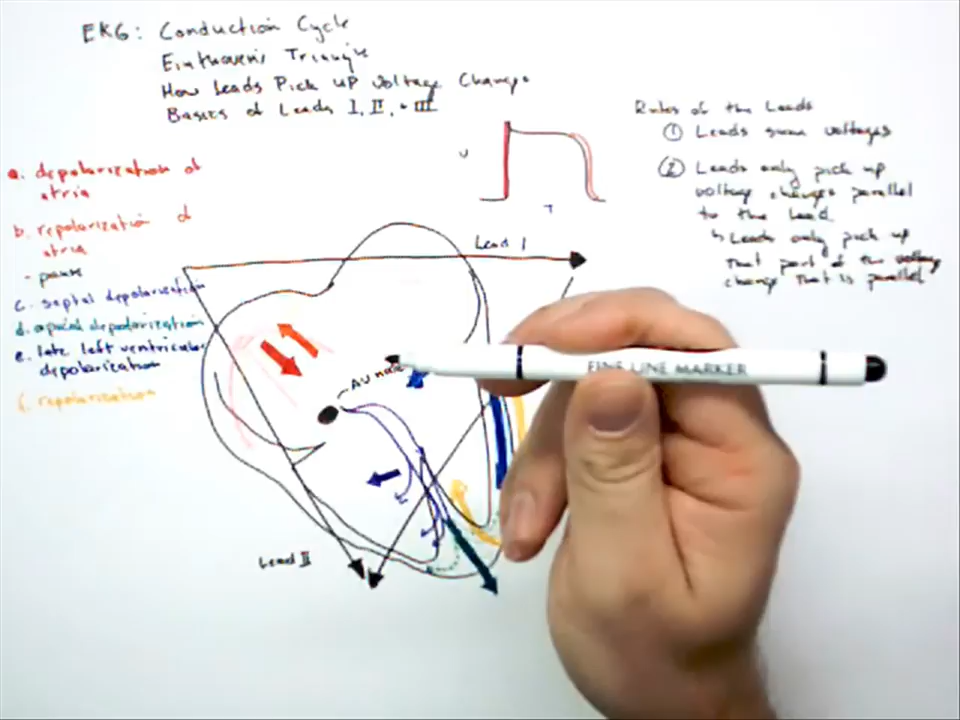 EKG: Conduction Cycle
Einthoven's Triangle
How Leads Pick up Voltage Changes
Basics of Leads I, II, + III
Rules of the Leads
① Leads sum voltages
② Leads only pick up
voltage changes parallel
to the lead
↳ Leads only pick up
that part of the voltage
change that is parallel
a. depolarization of
atria
b. repolarization of
atria
- pause
c. septal depolarization
d. apical depolarization
e. late left ventricular
depolarization
f. repolarization
V
T
Lead I
AV node
Lead II
FINE LINE MARKER